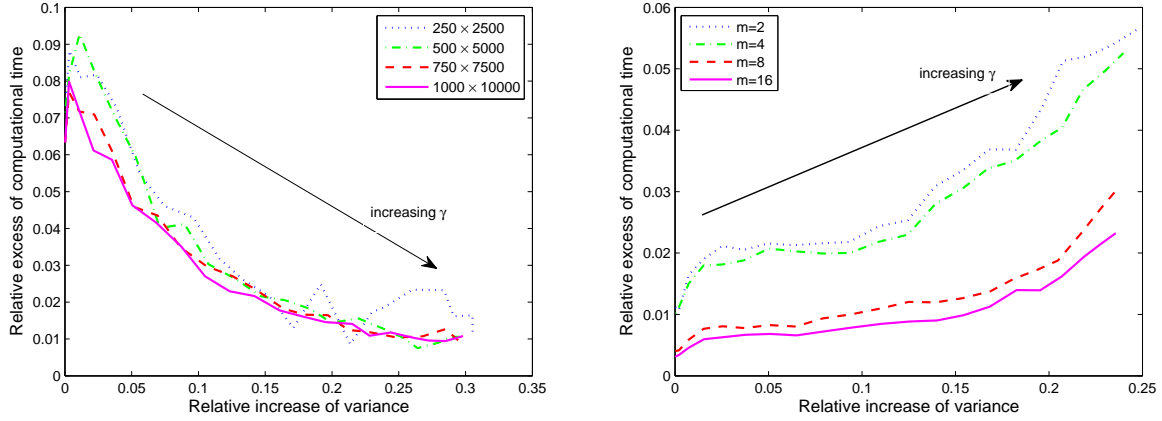 0.1
0.09
0.08
0.07
0.06
0.05
0.04
0.03
0.02
0.01
0
0
0.05
0.1
0.15
0.2
0.25
0.3
0.35
Relative excess of computational time
Relative increase of variance
250 × 2500
500 × 5000
750 × 7500
1000 × 10000
increasing γ
0.06
0.05
0.04
0.03
0.02
0.01
0
0
0.05
0.1
0.15
0.2
0.25
Relative excess of computational time
Relative increase of variance
m=2
m=4
m=8
m=16
increasing γ